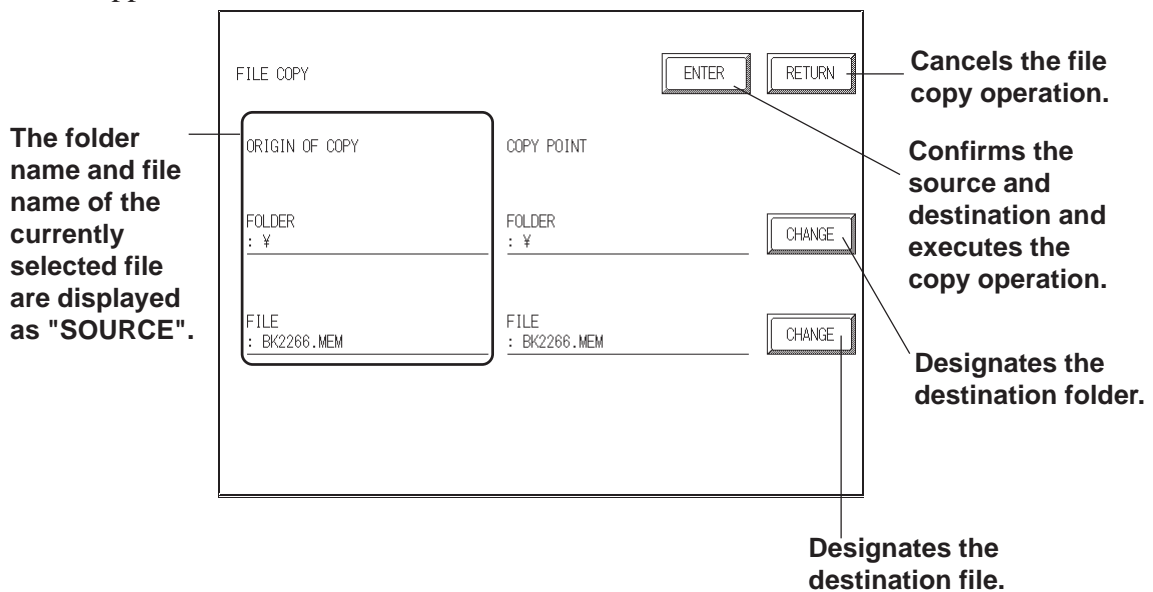 FILE COPY
ENTER
RETURN
Cancels the file
copy operation.
The folder
name and file
name of the
currently
selected file
are displayed
as "SOURCE".
ORIGIN OF COPY
COPY POINT
Confirms the
source and
destination and
executes the
copy operation.
FOLDER
: ¥
FOLDER
: ¥
CHANGE
FILE
: BK2266.MEM
FILE
: BK2266.MEM
CHANGE
Designates the
destination folder.
Designates the
destination file.